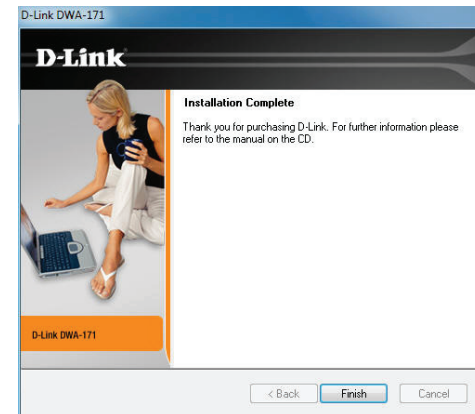 D-Link DWA-171
D-Link
Installation Complete
Thank you for purchasing D-Link. For further information please
refer to the manual on the CD.
D-Link DWA-171
< Back
Finish
Cancel